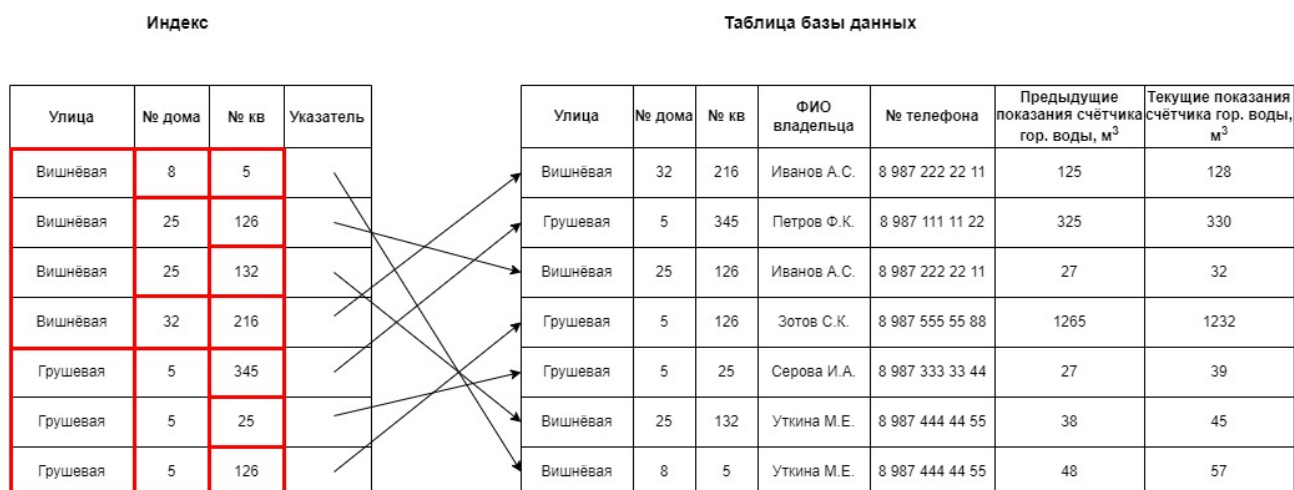 Индекс
Таблица базы данных
Улица № дома № кв Указатель
Вишнёвая 8 5
Вишнёвая 25 126
Вишнёвая 25 132
Вишнёвая 32 216
Грушевая 5 345
Грушевая 5 25
Грушевая 5 126
Улица № дома № кв ФИО владельца № телефона Предыдущие показания счётчика гор. воды, м³ Текущие показания счётчика гор. воды, м³
Вишнёвая 32 216 Иванов А.С. 8 987 222 22 11 125 128
Грушевая 5 345 Петров Ф.К. 8 987 111 11 22 325 330
Вишнёвая 25 126 Иванов А.С. 8 987 222 22 11 27 32
Грушевая 5 126 Зотов С.К. 8 987 555 55 88 1265 1232
Грушевая 5 25 Серова И.А. 8 987 333 33 44 27 39
Вишнёвая 25 132 Уткина М.Е. 8 987 444 44 55 38 45
Вишнёвая 8 5 Уткина М.Е. 8 987 444 44 55 48 57